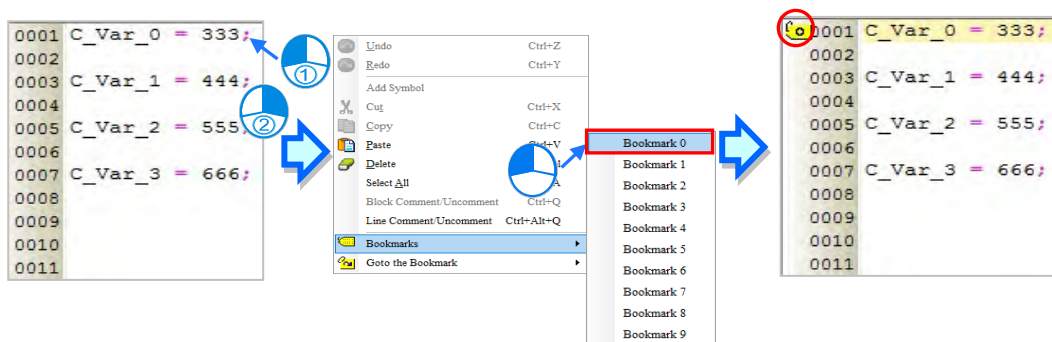 0001 C_Var_0 = 333;
0002
0003 C_Var_1 = 444;
0004
0005 C_Var_2 = 555;
0006
0007 C_Var_3 = 666;
0008
0009
0010
0011
①
②
Undo Ctrl+Z
Redo Ctrl+Y
Add Symbol
Cut Ctrl+X
Copy Ctrl+C
Paste
Delete
Select All
Block Comment/Uncomment Ctrl+Q
Line Comment/Uncomment Ctrl+Alt+Q
Bookmarks
Goto the Bookmark
Bookmark 0
Bookmark 1
Bookmark 2
Bookmark 3
Bookmark 4
Bookmark 5
Bookmark 6
Bookmark 7
Bookmark 8
Bookmark 9
0001 C_Var_0 = 333;
0002
0003 C_Var_1 = 444;
0004
0005 C_Var_2 = 555;
0006
0007 C_Var_3 = 666;
0008
0009
0010
0011